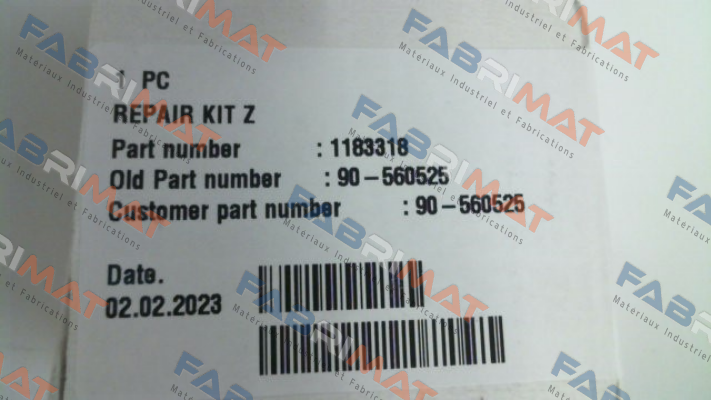 1 PC
REPAIR KIT Z
Part number : 1183318
Old Part number : 90-560525
Customer part number : 90-560525
Date.
02.02.2023
FABRIMAT
Materiaux Industriel et Fabrications